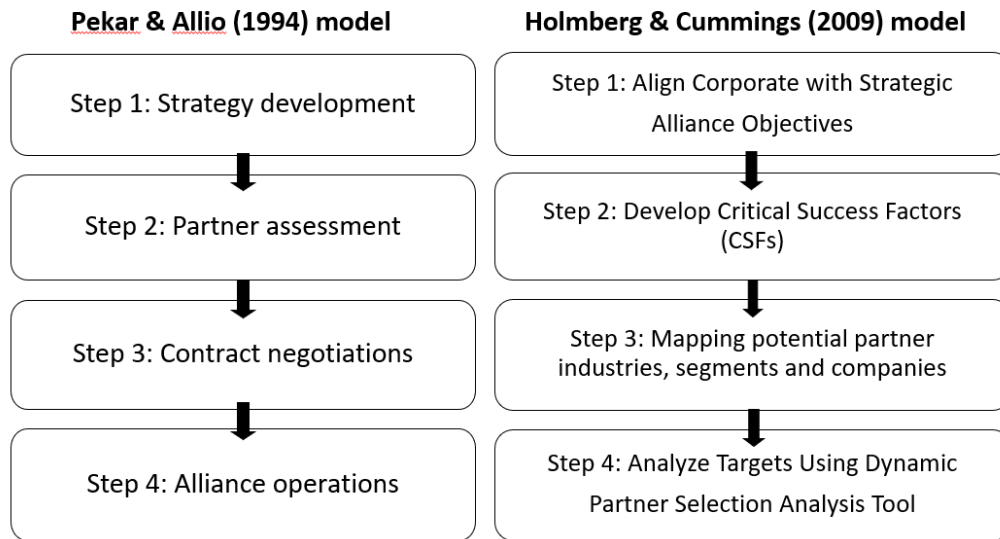 Pekar & Allio (1994) model
Step 1: Strategy development
Step 2: Partner assessment
Step 3: Contract negotiations
Step 4: Alliance operations
Holmberg & Cummings (2009) model
Step 1: Align Corporate with Strategic
Alliance Objectives
Step 2: Develop Critical Success Factors
(CSFs)
Step 3: Mapping potential partner
industries, segments and companies
Step 4: Analyze Targets Using Dynamic
Partner Selection Analysis Tool